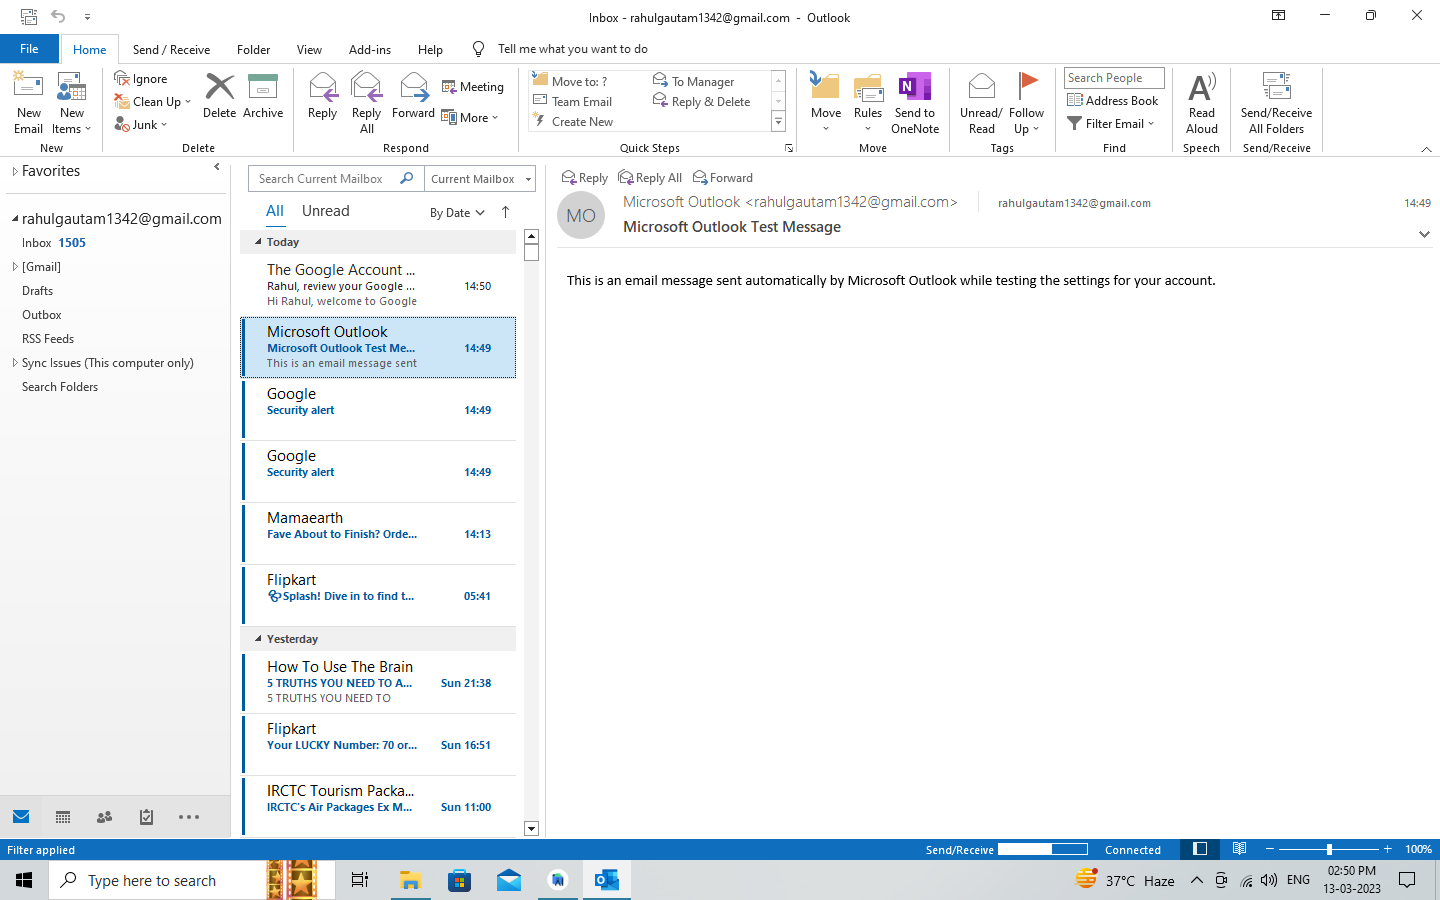 Inbox - rahulgautam1342@gmail.com - Outlook
File Home Send / Receive Folder View Add-ins Help Tell me what you want to do
New Email
New Items
New
Ignore
Clean Up
Junk
Delete
Archive
Delete
Reply
Reply All
Forward
Meeting
More
Respond
Move to: ?
Team Email
Create New
To Manager
Reply & Delete
Quick Steps
Move
Rules
Send to OneNote
Move
Unread/ Read
Follow Up
Tags
Search People
Address Book
Filter Email
Find
Read Aloud
Speech
Send/Receive All Folders
Send/Receive
Favorites
rahulgautam1342@gmail.com
Inbox 1505
[Gmail]
Drafts
Outbox
RSS Feeds
Sync Issues (This computer only)
Search Folders
Search Current Mailbox Current Mailbox
All Unread By Date
Today
The Google Account ...
Rahul, review your Google ... 14:50
Hi Rahul, welcome to Google
Microsoft Outlook
Microsoft Outlook Test Me... 14:49
This is an email message sent
Google
Security alert 14:49
Google
Security alert 14:49
Mamaearth
Fave About to Finish? Orde... 14:13
Flipkart
Splash! Dive in to find t... 05:41
Yesterday
How To Use The Brain
5 TRUTHS YOU NEED TO A... Sun 21:38
5 TRUTHS YOU NEED TO
Flipkart
Your LUCKY Number: 70 or... Sun 16:51
IRCTC Tourism Packa...
IRCTC's Air Packages Ex M... Sun 11:00
Reply Reply All Forward
MO
Microsoft Outlook <rahulgautam1342@gmail.com> rahulgautam1342@gmail.com 14:49
Microsoft Outlook Test Message
This is an email message sent automatically by Microsoft Outlook while testing the settings for your account.
Filter applied Send/Receive Connected 100%
Type here to search
37°C Haze ENG
02:50 PM
13-03-2023